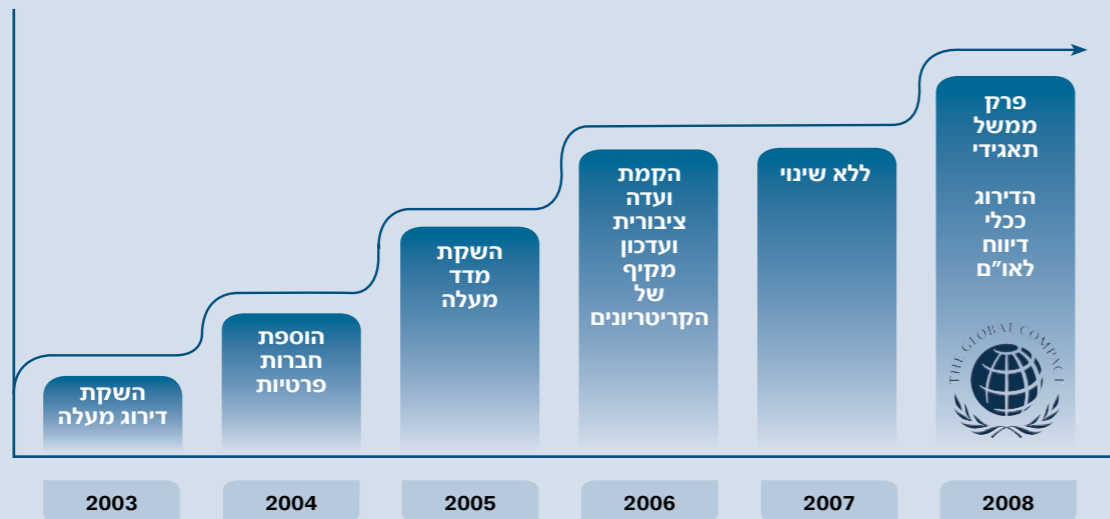 השקת
דירוג מעלה
הוספת
חברות
פרטיות
השקת
מדד
מעלה
הקמת
ועדה
ציבורית
ועדכון
מקיף
של
הקריטריונים
ללא שינוי
פרק
ממשל
תאגידי
הדירוג
ככלי
דיווח
לאו"ם
THE GLOBAL COMPACT
2003
2004
2005
2006
2007
2008